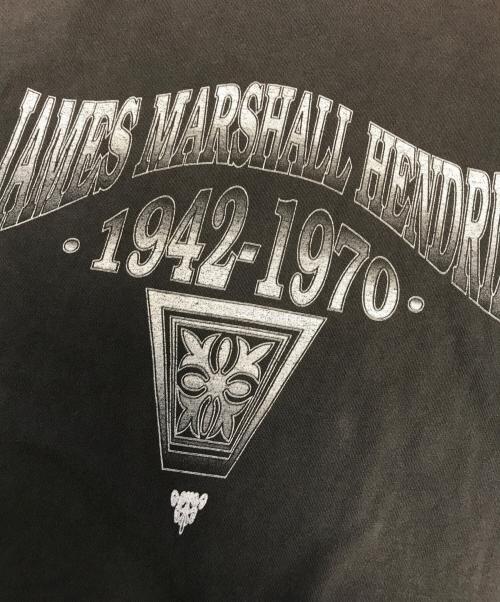 JAMES MARSHALL HENDRI
• 1942-1970 •